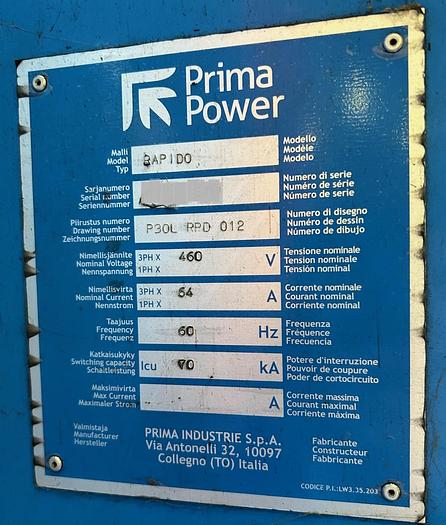 Prima
Power
Malli
Model
Typ
RAPIDO
Modello
Modèle
Modelo
Sarjanumero
Serial number
Seriennummer
Numero di serie
Numéro de série
Número de serie
Piirustus numero
Drawing number
Zeichnungsnummer
P30L RPD 012
Numero di disegno
Numéro de dessin
Número de dibujo
Nimellisjännite
Nominal Voltage
Nennspannung
3PH X 460 V
1PH X
Tensione nominale
Tension nominale
Tensión nominal
Nimellisvirta
Nominal Current
Nennstrom
3PH X 64 A
1PH X
Corrente nominale
Courant nominal
Corriente nominal
Taajuus
Frequency
Frequenz
60 Hz
Frequenza
Fréquence
Frecuencia
Katkaisukyky
Switching capacity
Schaltleistung
Icu 70 kA
Potere d'interruzione
Pouvoir de coupure
Poder de cortocircuito
Maksimivirta
Max Current
Maximaler Strom
A
Corrente massima
Courant maximal
Corriente máxima
Valmistaja
Manufacturer
Hersteller
PRIMA INDUSTRIE S.p.A.
Via Antonelli 32, 10097
Collegno (TO) Italia
Fabricante
Constructeur
Fabbricante
CODICE P.I.:LW3.35.203